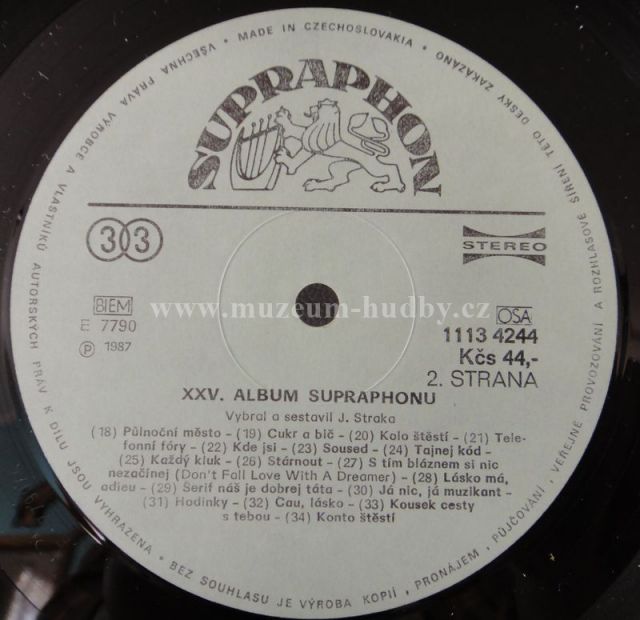 BEZ SOUHLASU JE VÝROBA KOPIÍ, PRONÁJEM, PŮJČOVÁNÍ, VEŘEJNÉ PROVOZOVÁNÍ A ROZHLASOVÉ ŠÍŘENÍ TÉTO DESKY ZAKÁZÁNO • MADE IN CZECHOSLOVAKIA • VŠECHNA PRÁVA VÝROBCE A VLASTNÍKŮ AUTORSKÝCH PRÁV K DÍLU JSOU VYHRAZENA •
SUPRAPHON
33
STEREO
www.muzeum-hudby.cz
BIEM
OSA
E 7790
1113 4244
Ⓟ 1987
Kčs 44,-
2. STRANA
XXV. ALBUM SUPRAPHONU
Vybral a sestavil J. Straka
(18) Půlnoční město – (19) Cukr a bič – (20) Kolo štěstí – (21) Tele-
fonní fóry – (22) Kde jsi – (23) Soused – (24) Tajnej kód –
(25) Každý kluk – (26) Stárnout – (27) S tím bláznem si nic
nezačínej (Don't Fall Love With A Dreamer) – (28) Lásko má,
adieu – (29) Šerif náš je dobrej táta – (30) Já nic, já muzikant –
(31) Hodinky – (32) Čau, lásko – (33) Kousek cesty
s tebou – (34) Konto štěstí